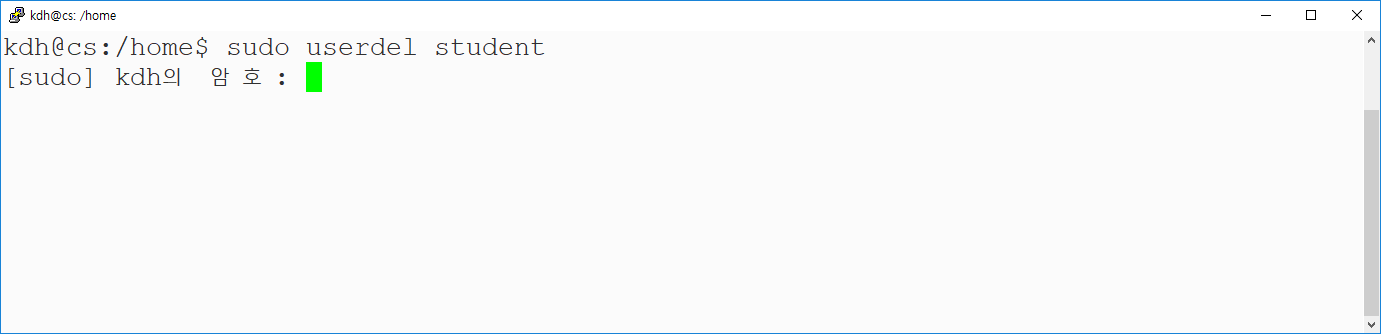 kdh@cs: /home
kdh@cs:/home$ sudo userdel student
[sudo] kdh의 암호: